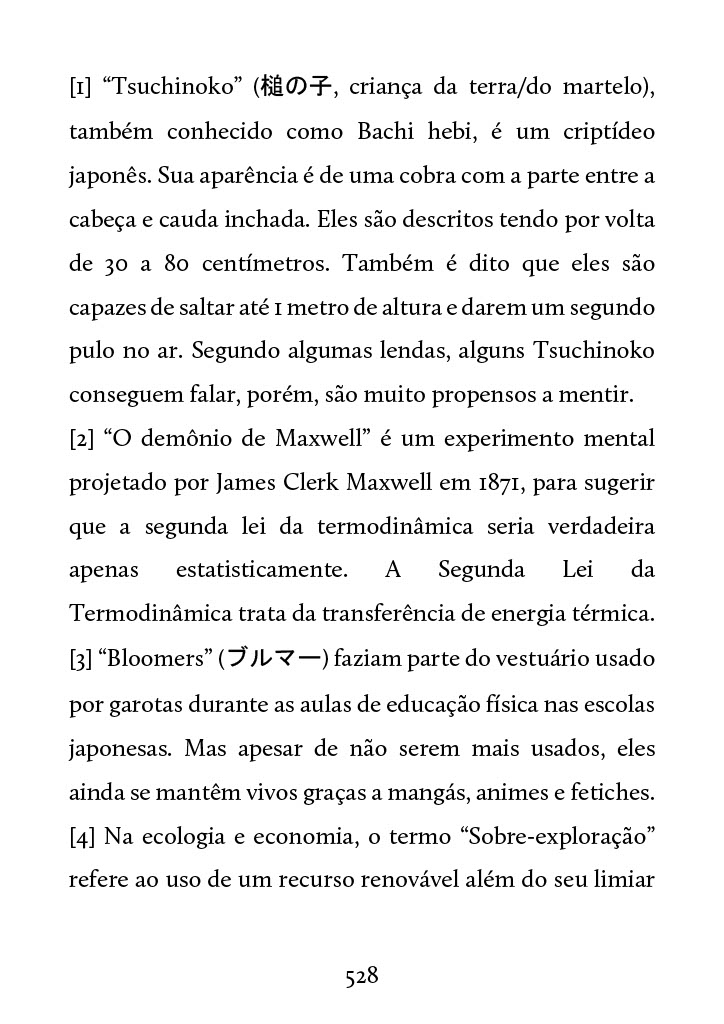 [1] “Tsuchinoko” (槌の子, criança da terra/do martelo),
também conhecido como Bachi hebi, é um criptídeo
japonês. Sua aparência é de uma cobra com a parte entre a
cabeça e cauda inchada. Eles são descritos tendo por volta
de 30 a 80 centímetros. Também é dito que eles são
capazes de saltar até 1 metro de altura e darem um segundo
pulo no ar. Segundo algumas lendas, alguns Tsuchinoko
conseguem falar, porém, são muito propensos a mentir.
[2] “O demônio de Maxwell” é um experimento mental
projetado por James Clerk Maxwell em 1871, para sugerir
que a segunda lei da termodinâmica seria verdadeira
apenas estatisticamente. A Segunda Lei da
Termodinâmica trata da transferência de energia térmica.
[3] “Bloomers” (ブルマー) faziam parte do vestuário usado
por garotas durante as aulas de educação física nas escolas
japonesas. Mas apesar de não serem mais usados, eles
ainda se mantêm vivos graças a mangás, animes e fetiches.
[4] Na ecologia e economia, o termo “Sobre-exploração”
refere ao uso de um recurso renovável além do seu limiar
528